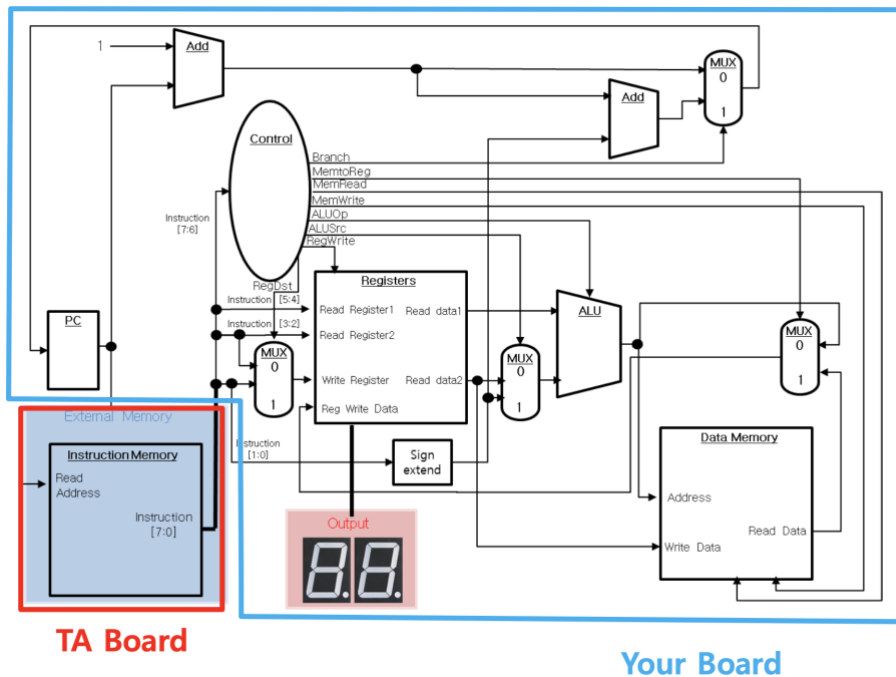 1
Add
MUX
0
1
Add
Control
Branch
MemtoReg
MemRead
MemWrite
ALUOp
ALUSrc
RegWrite
Instruction
[7:6]
RegDst
Instruction [5:4]
Instruction [3:2]
Registers
Read Register1
Read data1
Read Register2
Write Register
Read data2
Reg Write Data
MUX
0
1
ALU
MUX
0
1
MUX
0
1
PC
External Memory
Instruction Memory
Read
Address
Instruction
[7:0]
Instruction
[1:0]
Sign
extend
Data Memory
Address
Read Data
Write Data
Output
8.8.
TA Board
Your Board